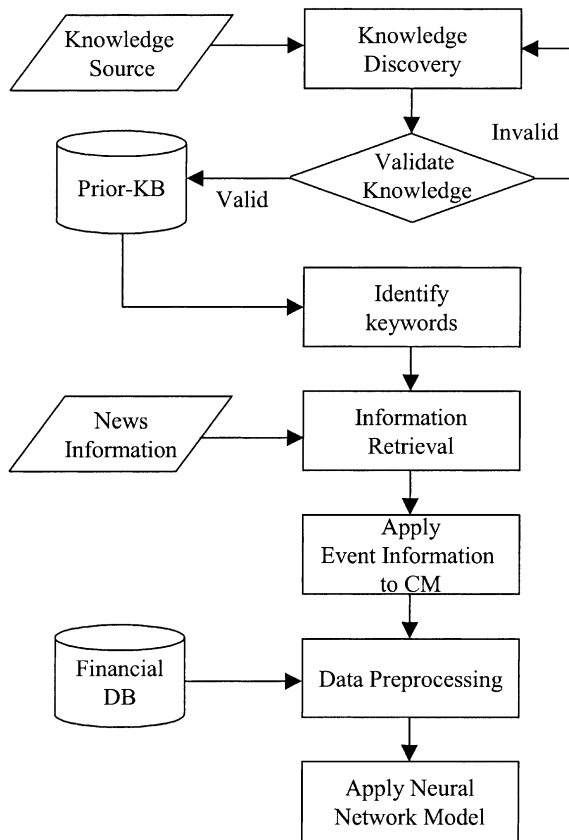 Knowledge
Source
Knowledge
Discovery
Invalid
Validate
Knowledge
Valid
Prior-KB
Identify
keywords
News
Information
Information
Retrieval
Apply
Event Information
to CM
Financial
DB
Data Preprocessing
Apply Neural
Network Model